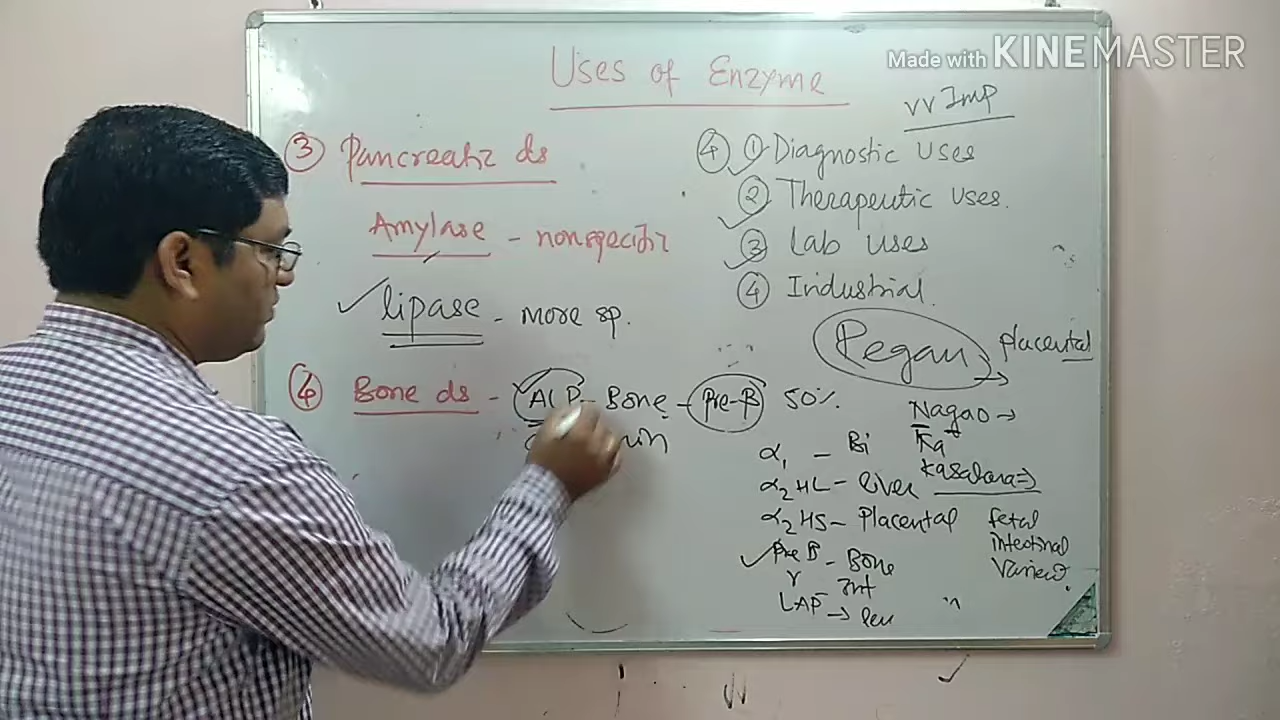 Made with KINEMASTER
Uses of Enzyme
vv Imp
③ Pancreatic ds
Amylase - nonspecific
lipase - More sp.
④ Bone ds - ALP - Bone - Pre-β 50%.
④ ① Diagnostic Uses
② Therapeutic Uses.
③ Lab Uses
④ Industrial.
Regan → placental
Nagao →
Ka
Kasahara ⇒
fetal
intestinal
α1 - Bi
α2 HL - liver
α2 HS - Placental
Pre β - Bone
γ Int
LAP → leu